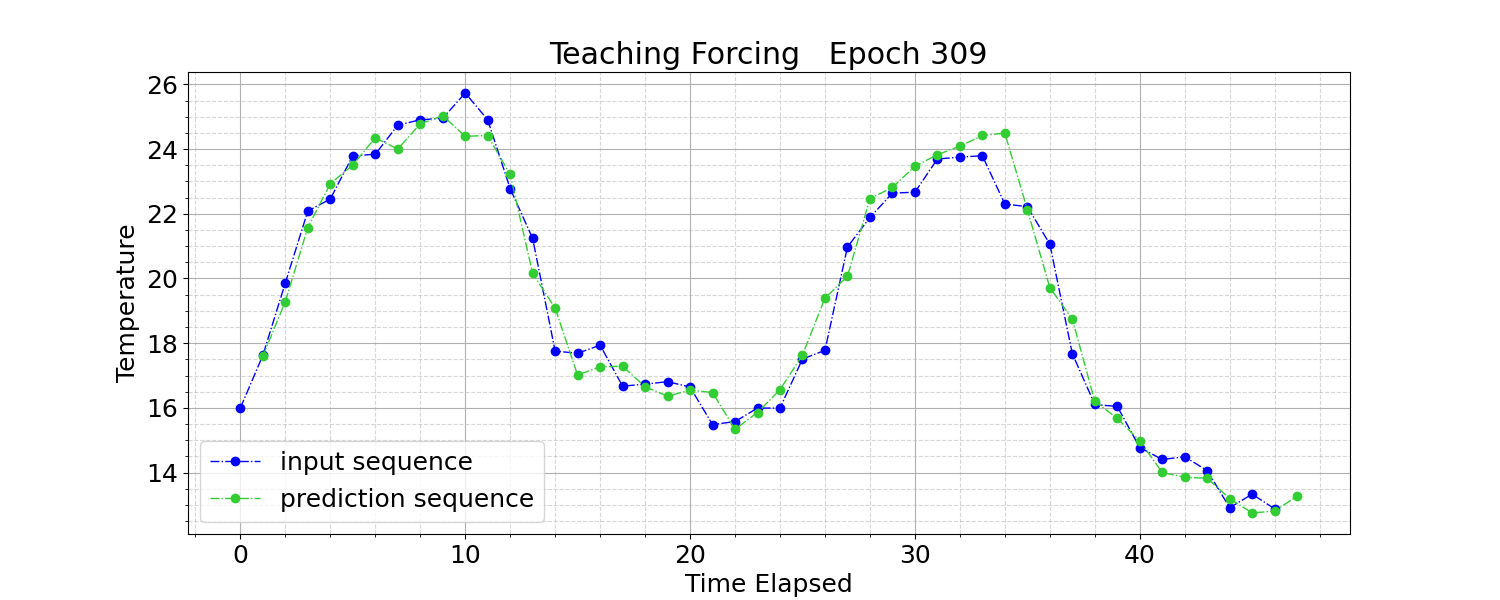 Teaching Forcing   Epoch 309
26
24
22
20
18
16
14
Temperature
input sequence
prediction sequence
0 10 20 30 40
Time Elapsed